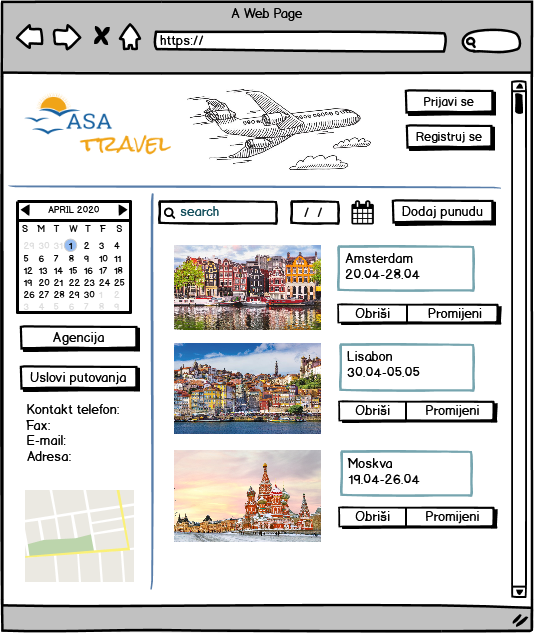 A Web Page
https://
ASA
TRAVEL
Prijavi se
Registruj se
APRIL 2020
S M T W T F S
29 30 31 1 2 3 4
5 6 7 8 9 10 11
12 13 14 15 16 17 18
19 20 21 22 23 24 25
26 27 28 29 30 1 2
3 4 5 6 7 8 9
search
/ /
Dodaj punudu
Amsterdam
20.04-28.04
Obriši Promijeni
Lisabon
30.04-05.05
Obriši Promijeni
Moskva
19.04-26.04
Obriši Promijeni
Agencija
Uslovi putovanja
Kontakt telefon:
Fax:
E-mail:
Adresa: